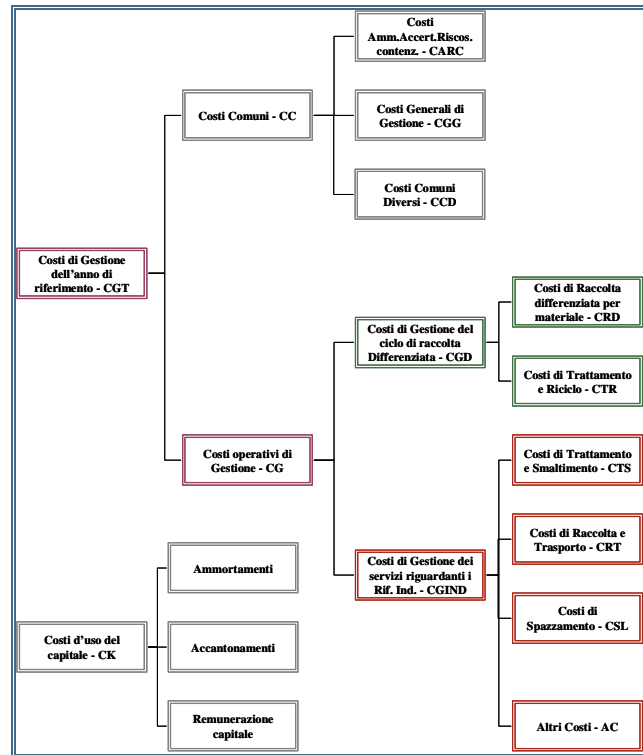 Costi
Amm.Accert.Riscos.
contenz. - CARC
Costi Comuni - CC
Costi Generali di
Gestione - CGG
Costi Comuni
Diversi - CCD
Costi di Gestione
dell'anno di
riferimento - CGT
Costi di Gestione del
ciclo di raccolta
Differenziata - CGD
Costi di Raccolta
differenziata per
materiale - CRD
Costi di Trattamento
e Riciclo - CTR
Costi operativi di
Gestione - CG
Costi di Trattamento
e Smaltimento - CTS
Costi di Raccolta e
Trasporto - CRT
Costi di Gestione dei
servizi riguardanti i
Rif. Ind. - CGIND
Costi di
Spazzamento - CSL
Altri Costi - AC
Costi d'uso del
capitale - CK
Ammortamenti
Accantonamenti
Remunerazione
capitale